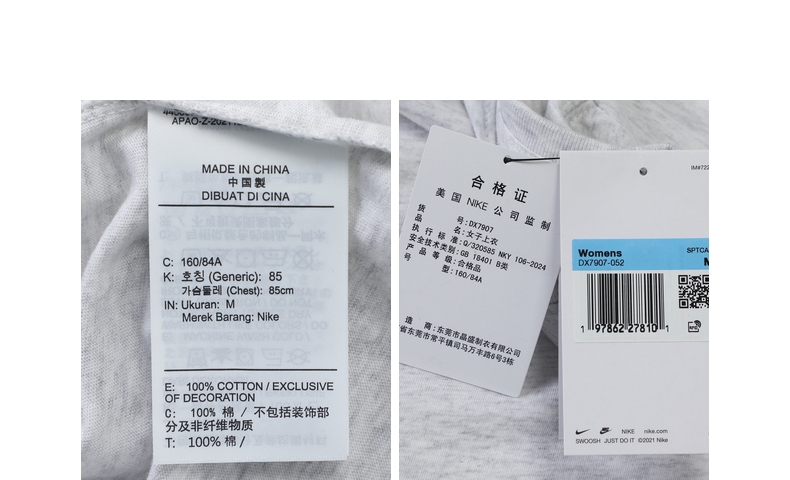 APAO-Z-2021
MADE IN CHINA
中国製
DIBUAT DI CINA
C: 160/84A
K: 호칭 (Generic): 85
가슴둘레 (Chest): 85cm
IN: Ukuran: M
Merek Barang: Nike
E: 100% COTTON / EXCLUSIVE
OF DECORATION
C: 100% 棉 / 不包括装饰部
分及非纤维物质
T: 100% 棉 /
合格证
美国 NIKE 公司监制
货 号: DX7907
品 名: 女子上衣
执行标准: Q/320585 NKY 106-2024
安全技术类别: GB 18401 B类
产品等级: 合格品
号 型: 160/84A
造 商: 东莞市晶盛制衣有限公司
省东莞市常平镇司马万丰路6号3栋
IM#722
Womens
DX7907-052
SPTCA
M
1 97862 27810 1
NIKE nike.com
SWOOSH JUST DO IT ©2021 Nike